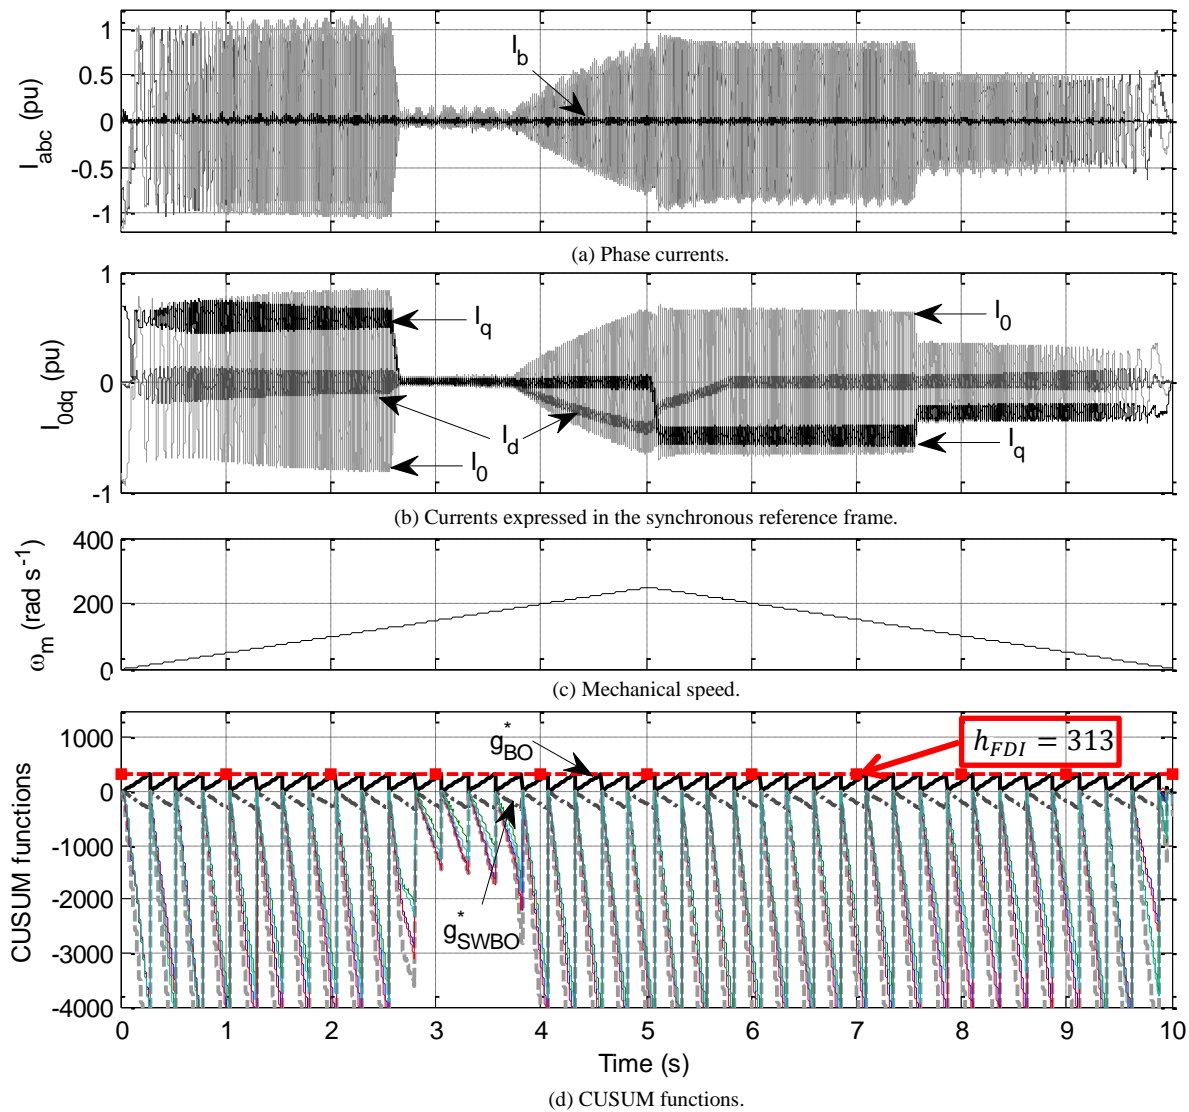 1
0.5
0
-0.5
-1
I_abc (pu)
I_b
(a) Phase currents.
1
0
-1
I_0dq (pu)
I_q
I_d
I_0
I_0
I_q
(b) Currents expressed in the synchronous reference frame.
400
200
0
ω_m (rad s^-1)
(c) Mechanical speed.
1000
0
-1000
-2000
-3000
-4000
CUSUM functions
g*_BO
h_FDI = 313
g*_SWBO
0 1 2 3 4 5 6 7 8 9 10
Time (s)
(d) CUSUM functions.